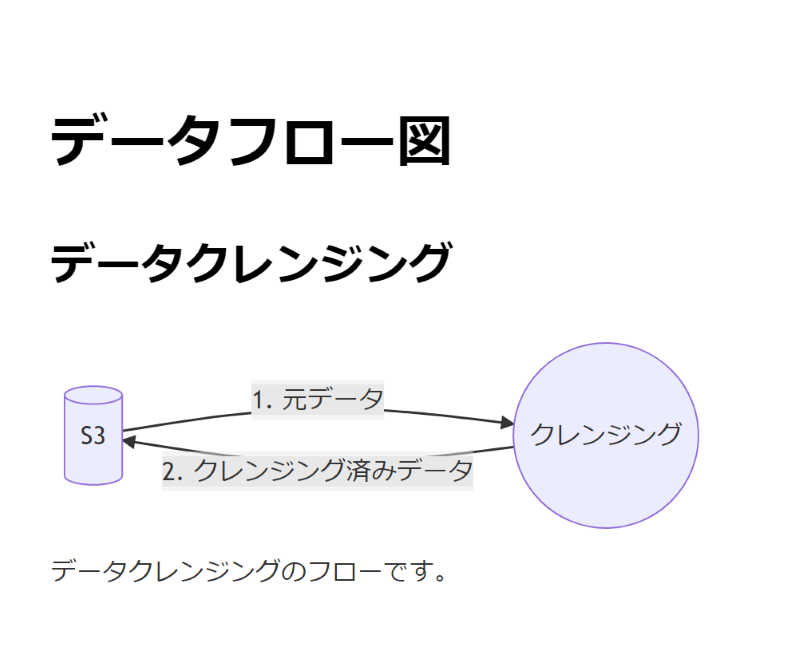 データフロー図
データクレンジング
1. 元データ
S3
クレンジング
2. クレンジング済みデータ
データクレンジングのフローです。